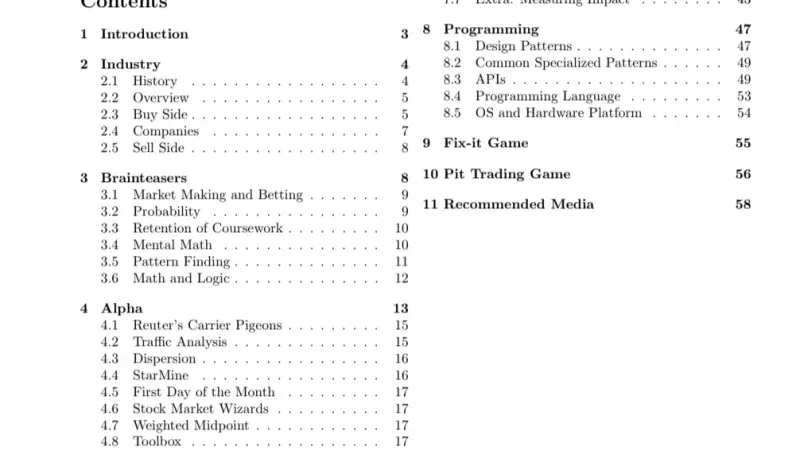 Contents
1 Introduction 3
2 Industry 4
2.1 History . . . . . . . . . . . . . . . . . . 4
2.2 Overview . . . . . . . . . . . . . . . . . 5
2.3 Buy Side . . . . . . . . . . . . . . . . . . 5
2.4 Companies . . . . . . . . . . . . . . . . 7
2.5 Sell Side . . . . . . . . . . . . . . . . . . 8
3 Brainteasers 8
3.1 Market Making and Betting . . . . . . . 9
3.2 Probability . . . . . . . . . . . . . . . . 9
3.3 Retention of Coursework . . . . . . . . . 10
3.4 Mental Math . . . . . . . . . . . . . . . 10
3.5 Pattern Finding . . . . . . . . . . . . . . 11
3.6 Math and Logic . . . . . . . . . . . . . . 12
4 Alpha 13
4.1 Reuter's Carrier Pigeons . . . . . . . . . 15
4.2 Traffic Analysis . . . . . . . . . . . . . . 15
4.3 Dispersion . . . . . . . . . . . . . . . . . 16
4.4 StarMine . . . . . . . . . . . . . . . . . 16
4.5 First Day of the Month . . . . . . . . . 17
4.6 Stock Market Wizards . . . . . . . . . . 17
4.7 Weighted Midpoint . . . . . . . . . . . . 17
4.8 Toolbox . . . . . . . . . . . . . . . . . . 17
7.7 Extra: Measuring Impact . . . . . . . . 45
8 Programming 47
8.1 Design Patterns . . . . . . . . . . . . . . 47
8.2 Common Specialized Patterns . . . . . . 49
8.3 APIs . . . . . . . . . . . . . . . . . . . . 49
8.4 Programming Language . . . . . . . . . 53
8.5 OS and Hardware Platform . . . . . . . 54
9 Fix-it Game 55
10 Pit Trading Game 56
11 Recommended Media 58